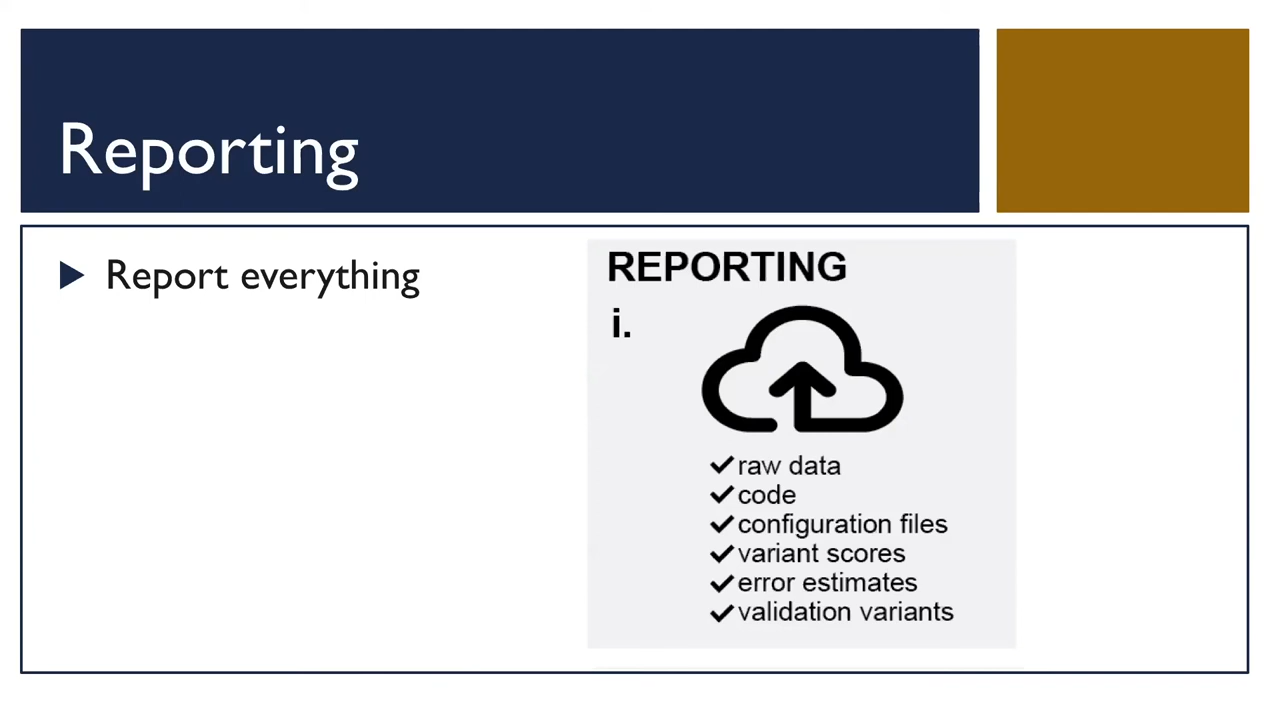 Reporting
Report everything
REPORTING
i.
raw data
code
configuration files
variant scores
error estimates
validation variants